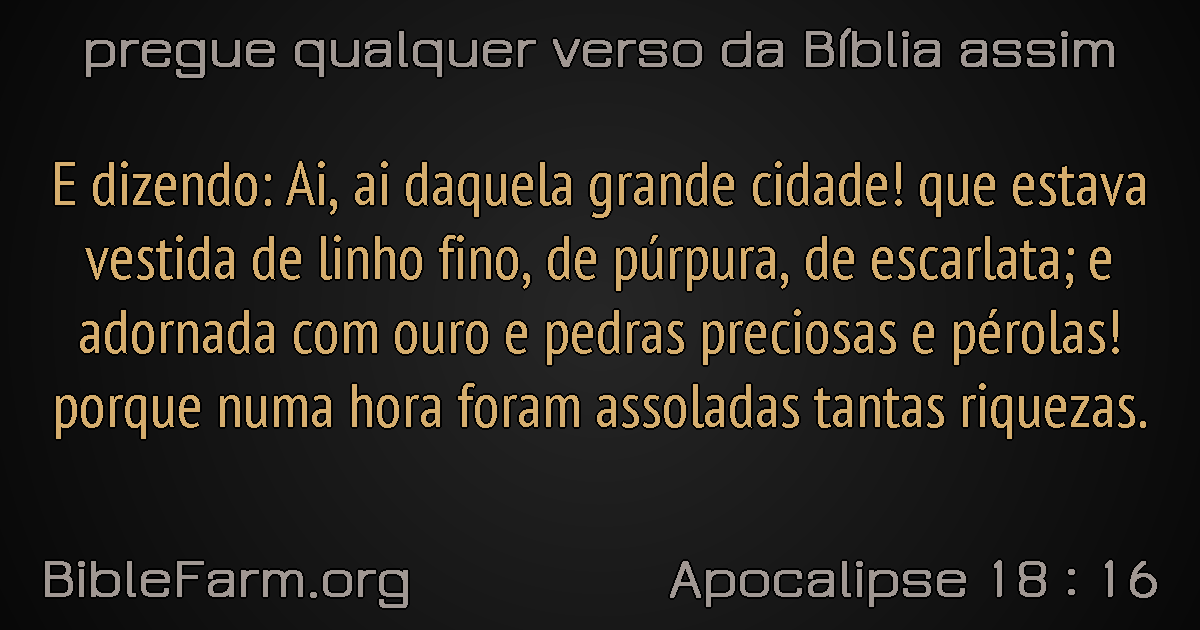 pregue qualquer verso da Bíblia assim
E dizendo: Ai, ai daquela grande cidade! que estava
vestida de linho fino, de púrpura, de escarlata; e
adornada com ouro e pedras preciosas e pérolas!
porque numa hora foram assoladas tantas riquezas.
BibleFarm.org
Apocalipse 18 : 16